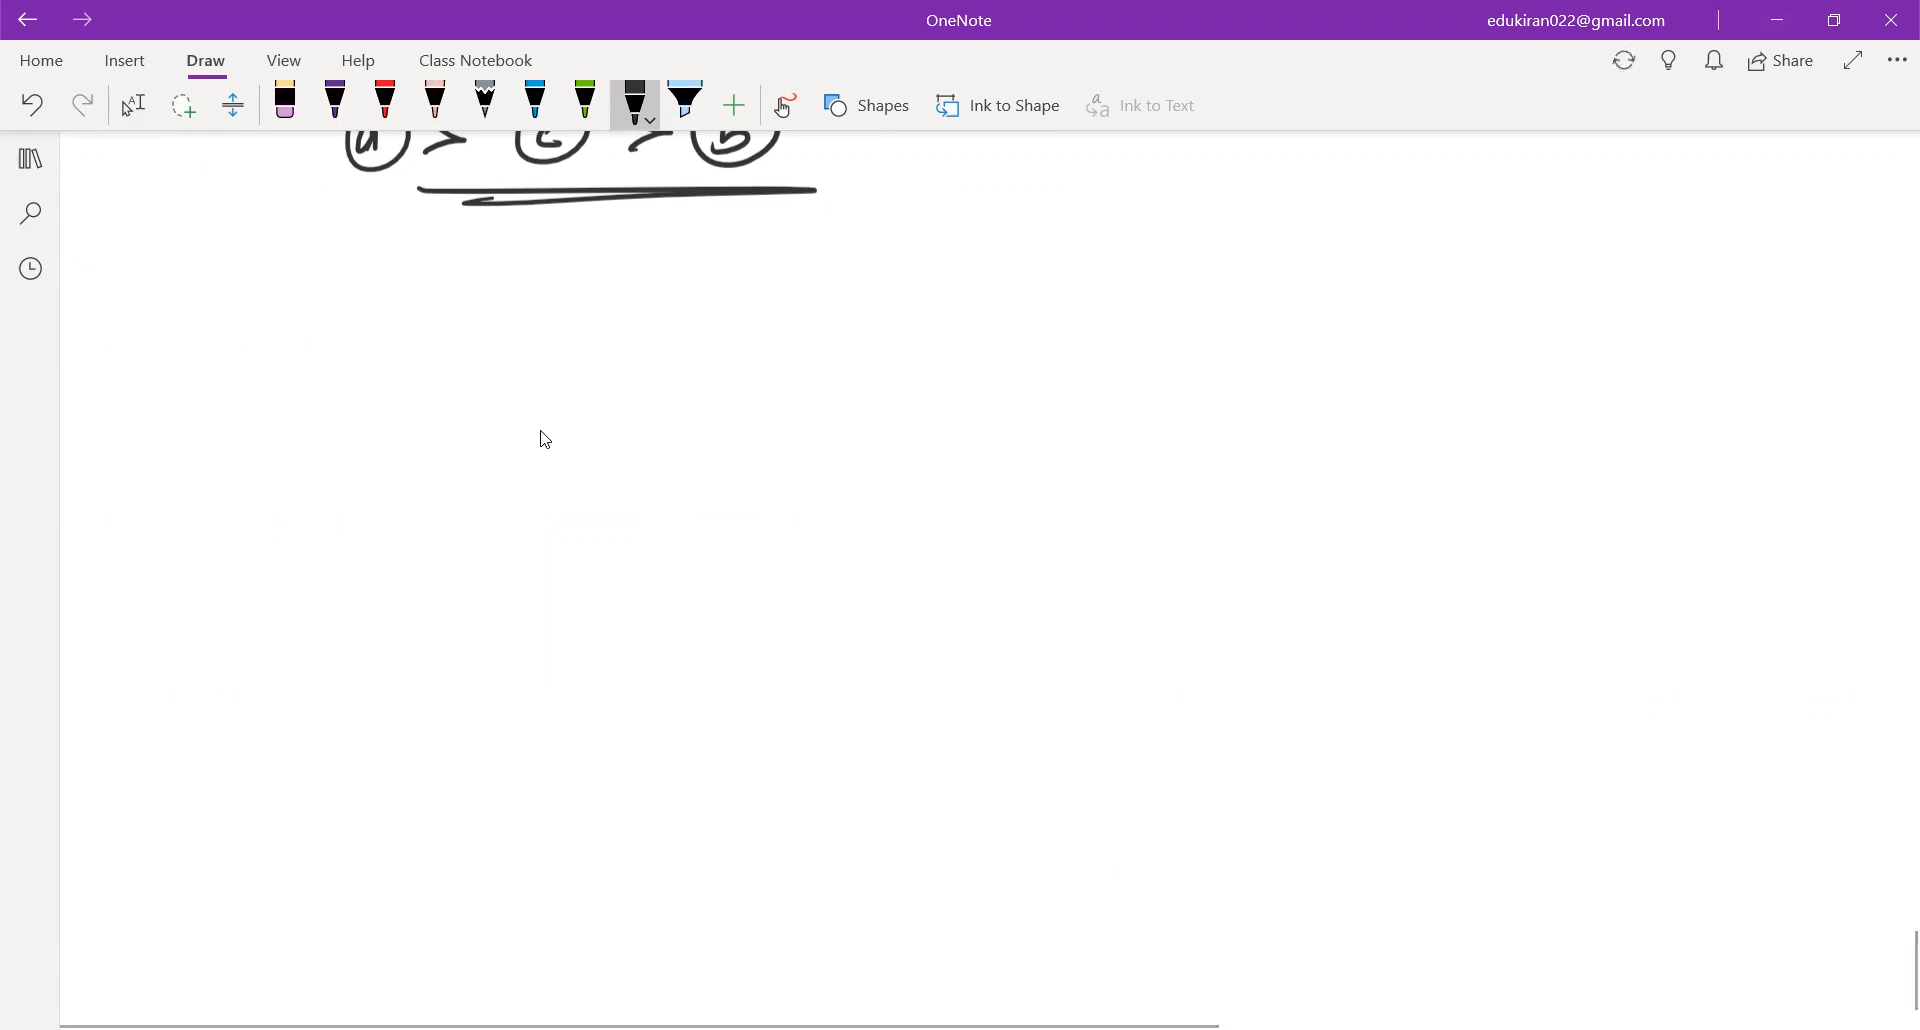 OneNote
edukiran022@gmail.com
Home Insert Draw View Help Class Notebook
Share
Shapes Ink to Shape Ink to Text
a > c > b